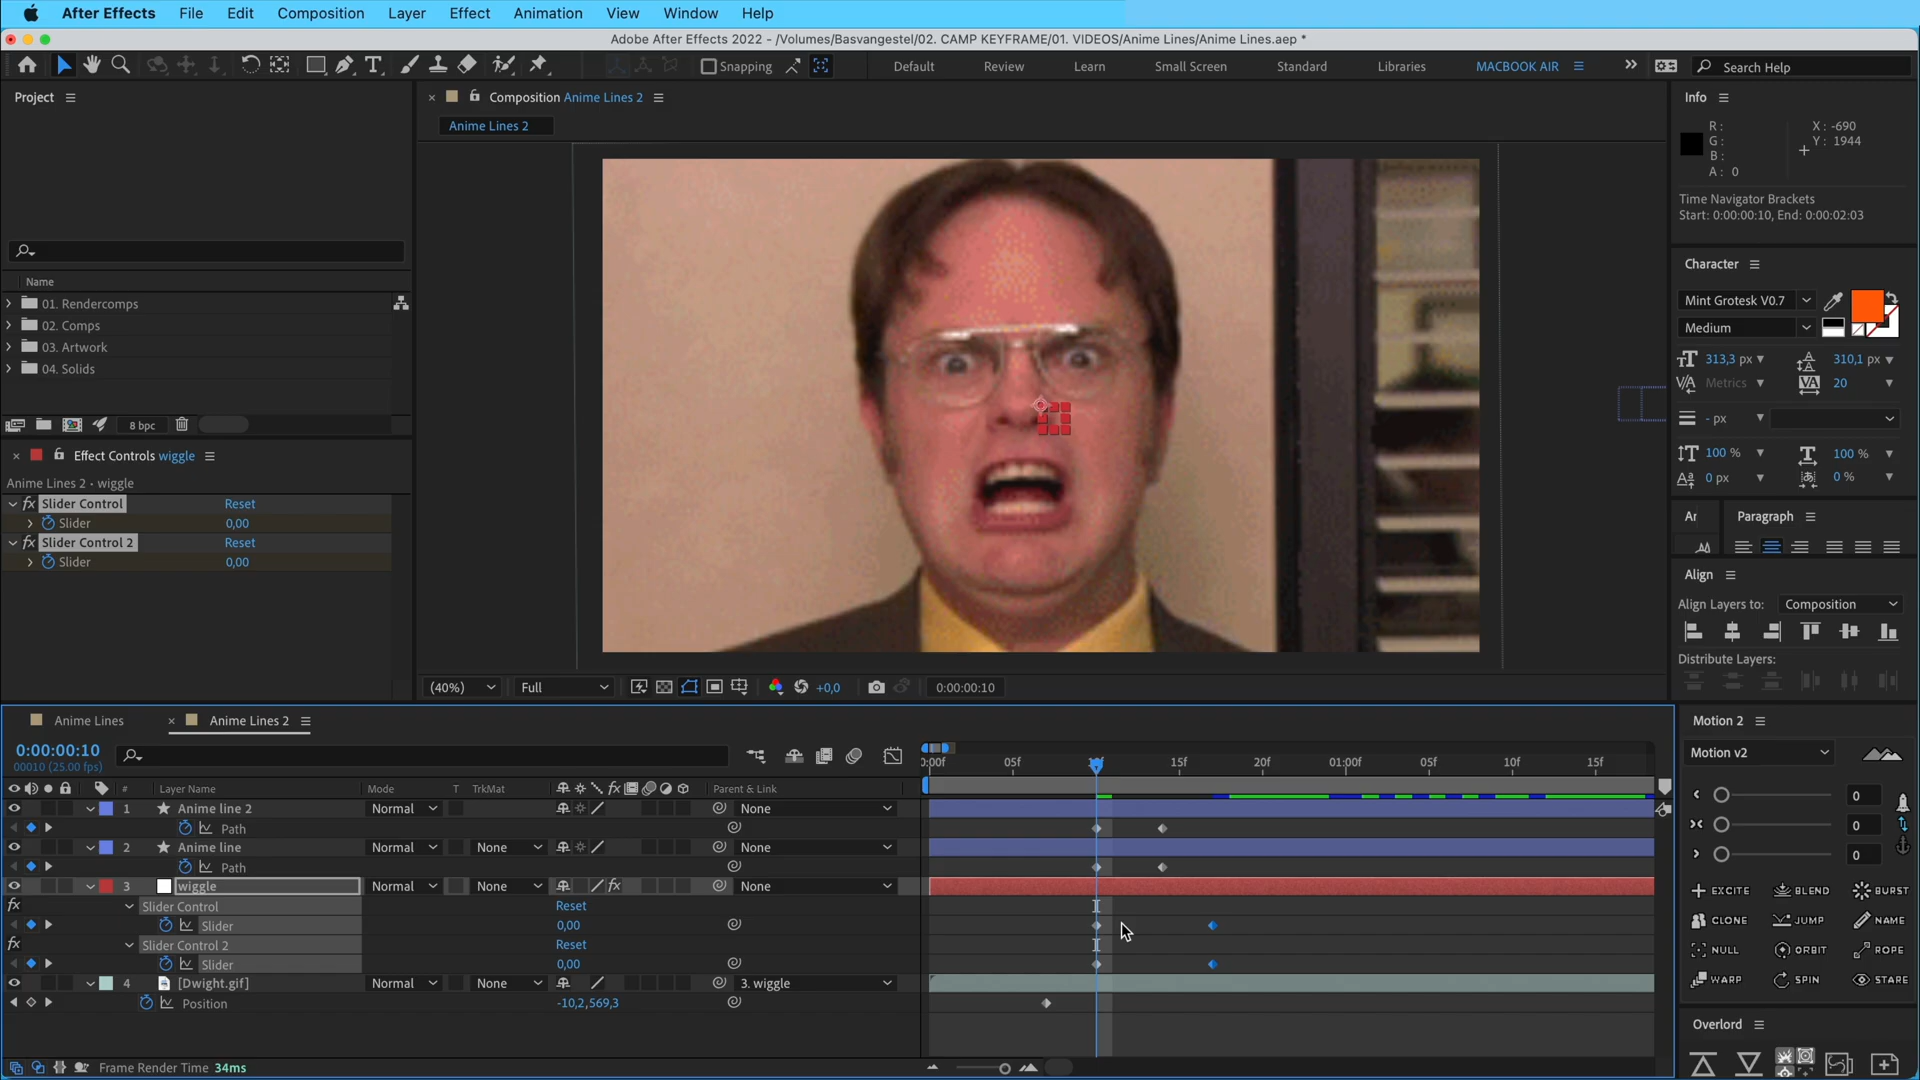 After Effects File Edit Composition Layer Effect Animation View Window Help
Adobe After Effects 2022 - /Volumes/Basvangestel/02. CAMP KEYFRAME/01. VIDEOS/Anime Lines/Anime Lines.aep *
Snapping Default Review Learn Small Screen Standard Libraries MACBOOK AIR Search Help
Project
Name
01. Rendercomps
02. Comps
03. Artwork
04. Solids
8 bpc
Effect Controls wiggle
Anime Lines 2 · wiggle
fx Slider Control Reset
Slider 0,00
fx Slider Control 2 Reset
Slider 0,00
Composition Anime Lines 2
Anime Lines 2
(40%) Full +0,0 0:00:00:10
Info
R: X: -690
G: Y: 1944
B:
A: 0
Time Navigator Brackets
Start: 0:00:00:10, End: 0:00:02:03
Character
Mint Grotesk V0.7
Medium
313,3 px 310,1 px
Metrics 20
- px
100 % 100 %
0 px 0 %
Paragraph
Align
Align Layers to: Composition
Distribute Layers:
Anime Lines Anime Lines 2
0:00:00:10
00010 (25.00 fps)
# Layer Name Mode T TrkMat Parent & Link
05f 15f 20f 01:00f 05f 10f 15f
1 Anime line 2 Normal None
Path
2 Anime line Normal None None
Path
3 wiggle Normal None fx None
fx Slider Control Reset
Slider 0,00
fx Slider Control 2 Reset
Slider 0,00
4 [Dwight.gif] Normal None 3. wiggle
Position -10,2,569,3
Frame Render Time 34ms
Motion 2
Motion v2
0
0
0
EXCITE BLEND BURST
CLONE JUMP NAME
NULL ORBIT ROPE
WARP SPIN STARE
Overlord